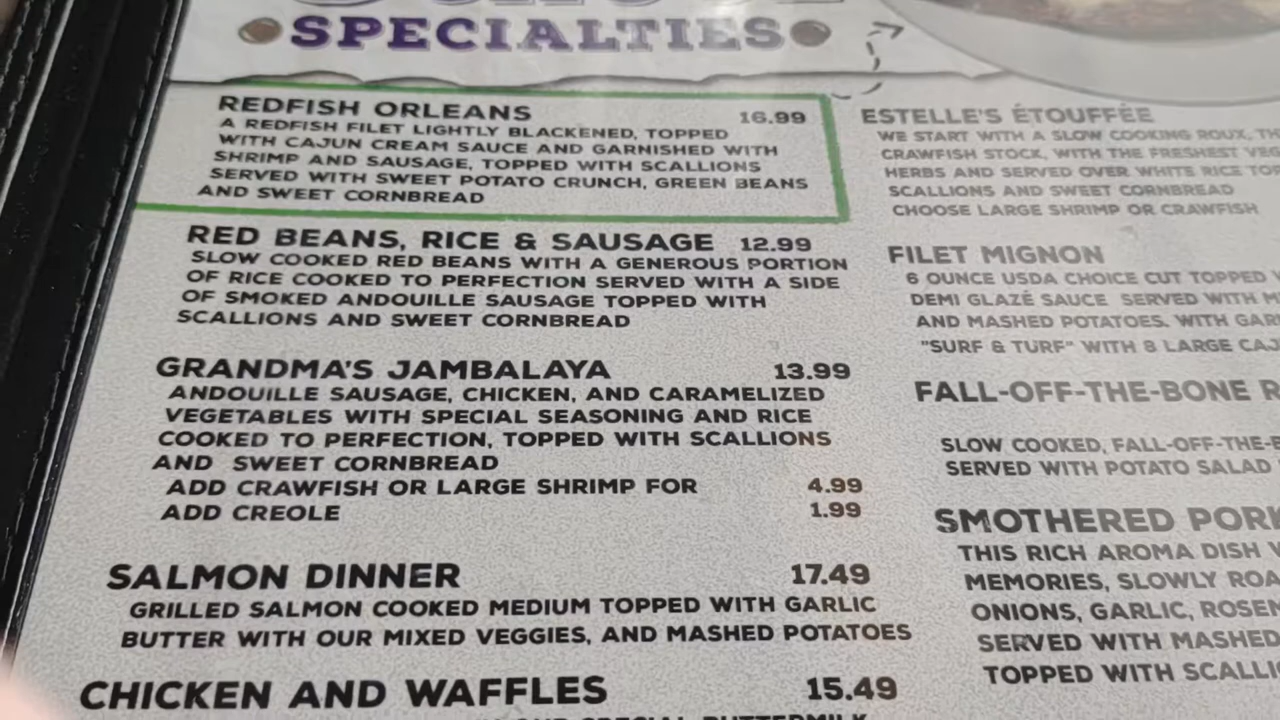 SPECIALTIES
REDFISH ORLEANS 16.99
A REDFISH FILET LIGHTLY BLACKENED, TOPPED
WITH CAJUN CREAM SAUCE AND GARNISHED WITH
SHRIMP AND SAUSAGE, TOPPED WITH SCALLIONS
SERVED WITH SWEET POTATO CRUNCH, GREEN BEANS
AND SWEET CORNBREAD
RED BEANS, RICE & SAUSAGE 12.99
SLOW COOKED RED BEANS WITH A GENEROUS PORTION
OF RICE COOKED TO PERFECTION SERVED WITH A SIDE
OF SMOKED ANDOUILLE SAUSAGE TOPPED WITH
SCALLIONS AND SWEET CORNBREAD
GRANDMA'S JAMBALAYA 13.99
ANDOUILLE SAUSAGE, CHICKEN, AND CARAMELIZED
VEGETABLES WITH SPECIAL SEASONING AND RICE
COOKED TO PERFECTION, TOPPED WITH SCALLIONS
AND SWEET CORNBREAD
ADD CRAWFISH OR LARGE SHRIMP FOR 4.99
ADD CREOLE 1.99
SALMON DINNER 17.49
GRILLED SALMON COOKED MEDIUM TOPPED WITH GARLIC
BUTTER WITH OUR MIXED VEGGIES, AND MASHED POTATOES
CHICKEN AND WAFFLES 15.49
ESTELLE'S ÉTOUFFÉE
WE START WITH A SLOW COOKING ROUX,
CRAWFISH STOCK, WITH THE FRESHEST
HERBS AND SERVED OVER WHITE RICE
SCALLIONS AND SWEET CORNBREAD
CHOOSE LARGE SHRIMP OR CRAWFISH
FILET MIGNON
6 OUNCE USDA CHOICE CUT TOPPED
DEMI GLAZÉ SAUCE SERVED WITH
AND MASHED POTATOES. WITH
"SURF & TURF" WITH 8 LARGE
FALL-OFF-THE-BONE
SLOW COOKED, FALL-OFF-THE-
SERVED WITH POTATO SALAD
SMOTHERED PORK
THIS RICH AROMA DISH
MEMORIES, SLOWLY
ONIONS, GARLIC,
SERVED WITH MASHED
TOPPED WITH